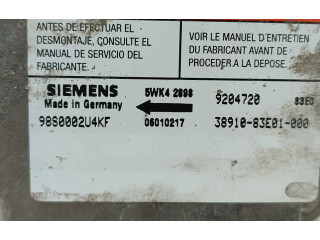 ANTES DE EFECTUAR EL
DESMONTAJE, CONSULTE EL
MANUAL DE SERVICIO DEL
FABRICANTE.
VOIR LE MANUEL D'ENTRETIEN
DU FABRICANT AVANT DE
PROCEDER A LA DEPOSE.
SIEMENS 5WK4 2898 9204720 83E0
Made in Germany
98S0002U4KF 06010217 38910-83E01-000